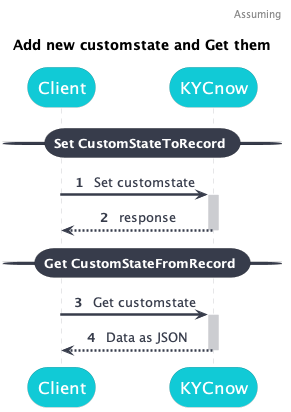 Assuming
Add new customstate and Get them
Client KYCnow
Set CustomStateToRecord
1 Set customstate
2 response
Get CustomStateFromRecord
3 Get customstate
4 Data as JSON
Client KYCnow